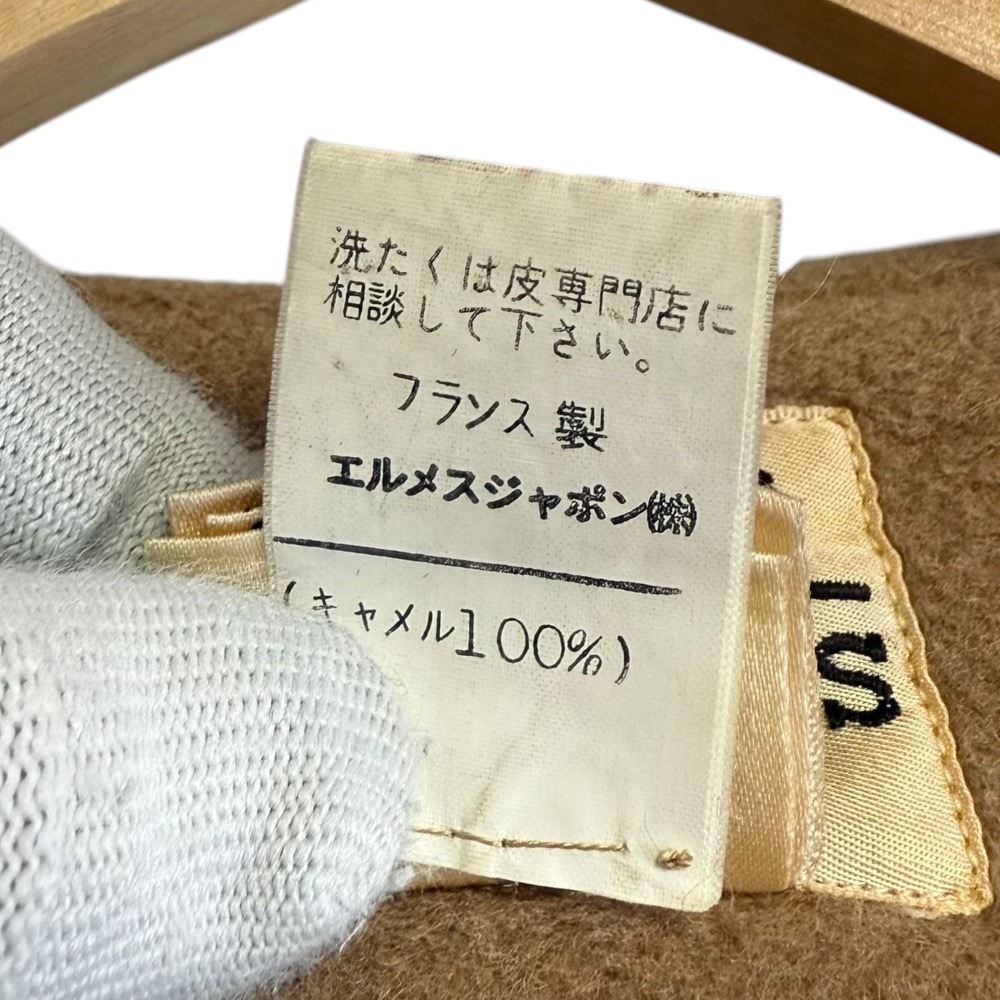 洗たくは皮専門店に
相談して下さい。
フランス製
エルメスジャポン㈱
(キャメル100%)
S